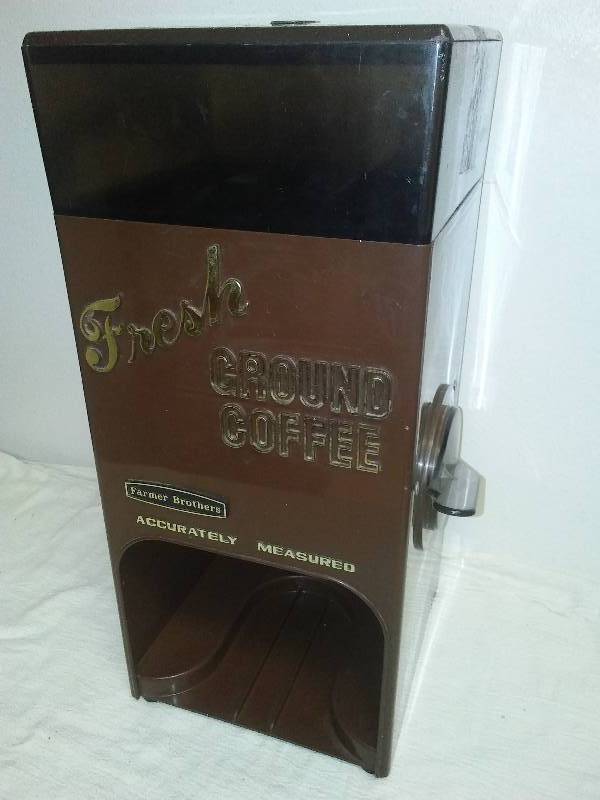 Fresh
GROUND
COFFEE
Farmer Brothers
ACCURATELY MEASURED